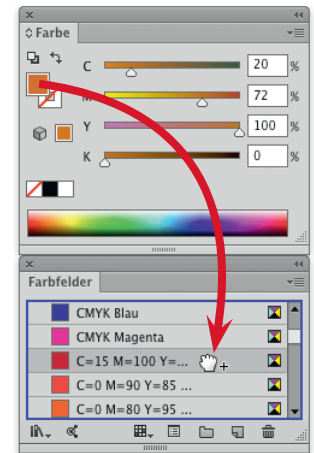 Farbe
C 20 %
M 72 %
Y 100 %
K 0 %
Farbfelder
CMYK Blau
CMYK Magenta
C=15 M=100 Y=...
C=0 M=90 Y=85 ...
C=0 M=80 Y=95 ...